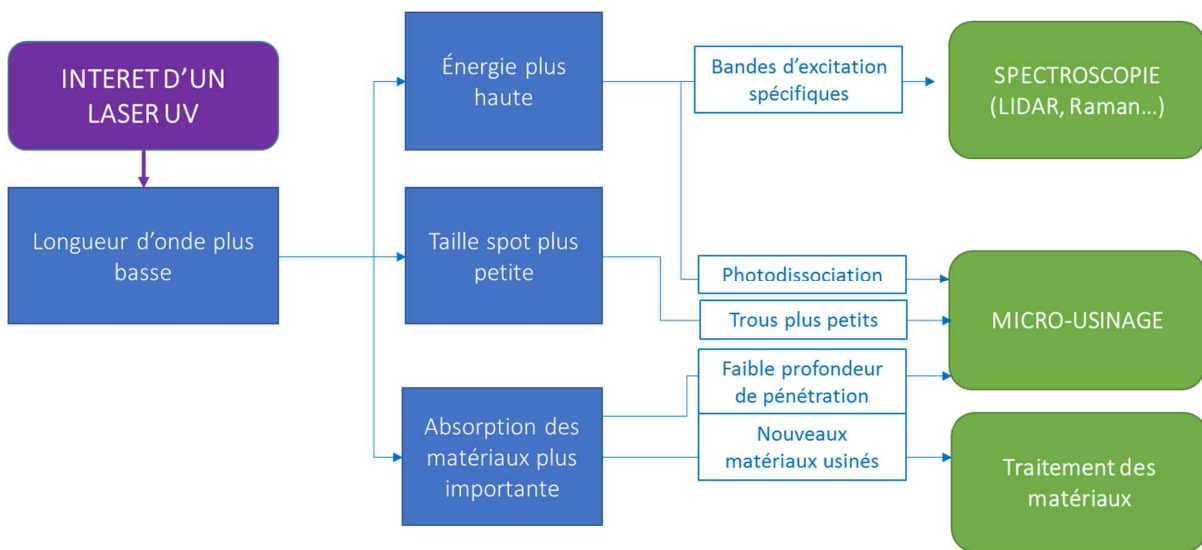 INTERET D’UN
LASER UV
Longueur d’onde plus
basse
Énergie plus
haute
Taille spot plus
petite
Absorption des
matériaux plus
importante
Bandes d’excitation
spécifiques
Photodissociation
Trous plus petits
Faible profondeur
de pénétration
Nouveaux
matériaux usinés
SPECTROSCOPIE
(LIDAR, Raman…)
MICRO-USINAGE
Traitement des
matériaux